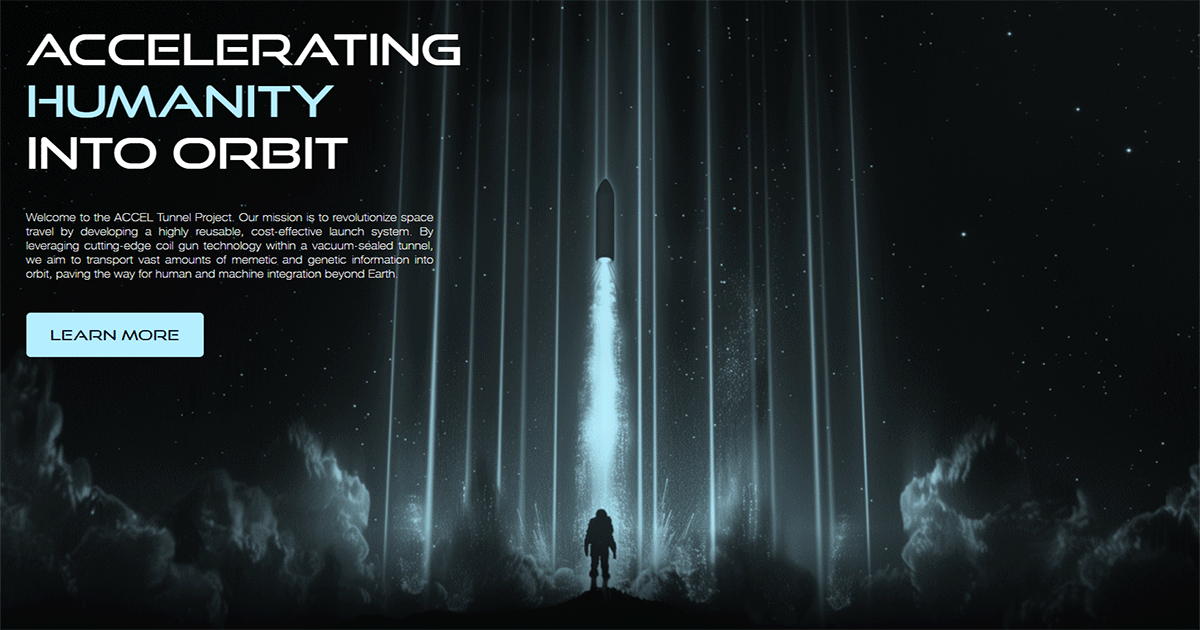 ACCELERATING
HUMANITY
INTO ORBIT
Welcome to the ACCEL Tunnel Project. Our mission is to revolutionize space
travel by developing a highly reusable, cost-effective launch system. By
leveraging cutting-edge coil gun technology within a vacuum-sealed tunnel,
we aim to transport vast amounts of memetic and genetic information into
orbit, paving the way for human and machine integration beyond Earth.
LEARN MORE